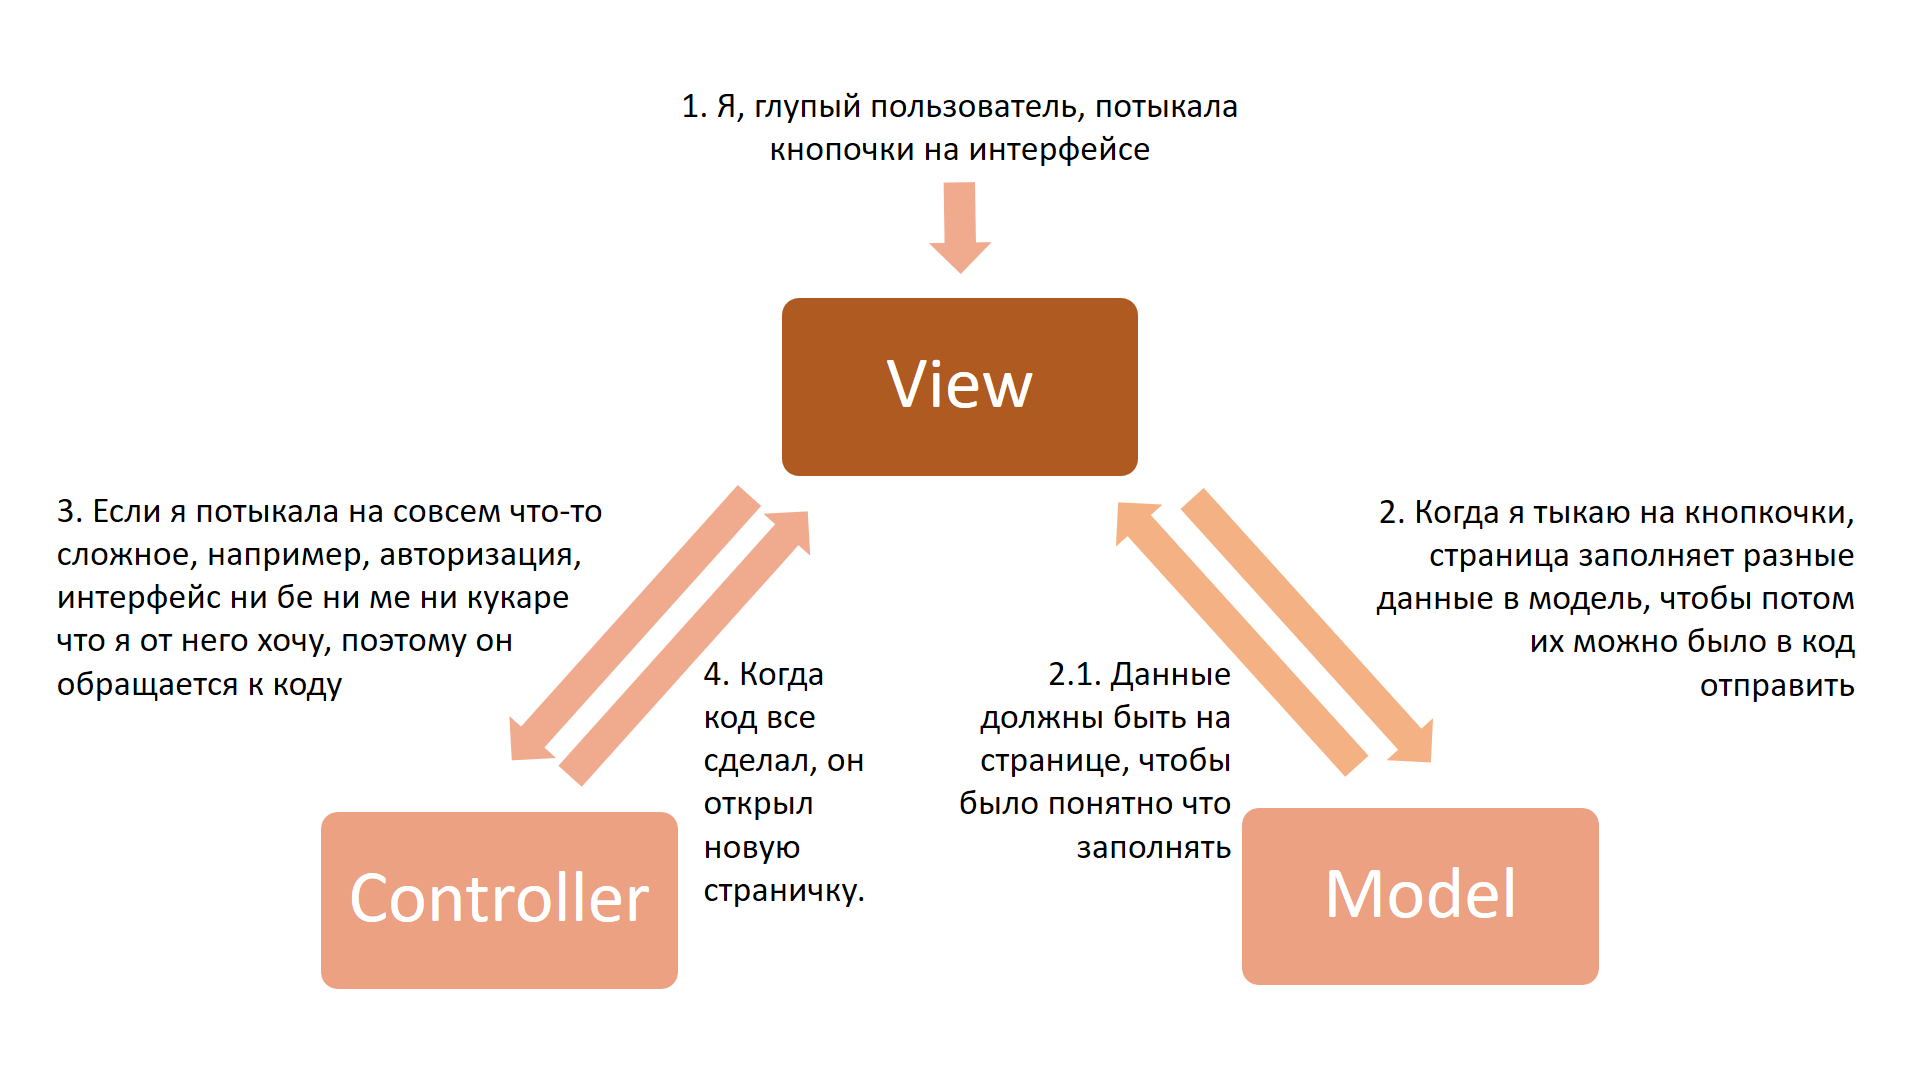 1. Я, глупый пользователь, потыкала
кнопочки на интерфейсе
View
3. Если я потыкала на совсем что-то
сложное, например, авторизация,
интерфейс ни бе ни ме ни кукаре
что я от него хочу, поэтому он
обращается к коду
4. Когда
код все
сделал, он
открыл
новую
страничку.
2.1. Данные
должны быть на
странице, чтобы
было понятно что
заполнять
2. Когда я тыкаю на кнопкочки,
страница заполняет разные
данные в модель, чтобы потом
их можно было в код
отправить
Controller
Model